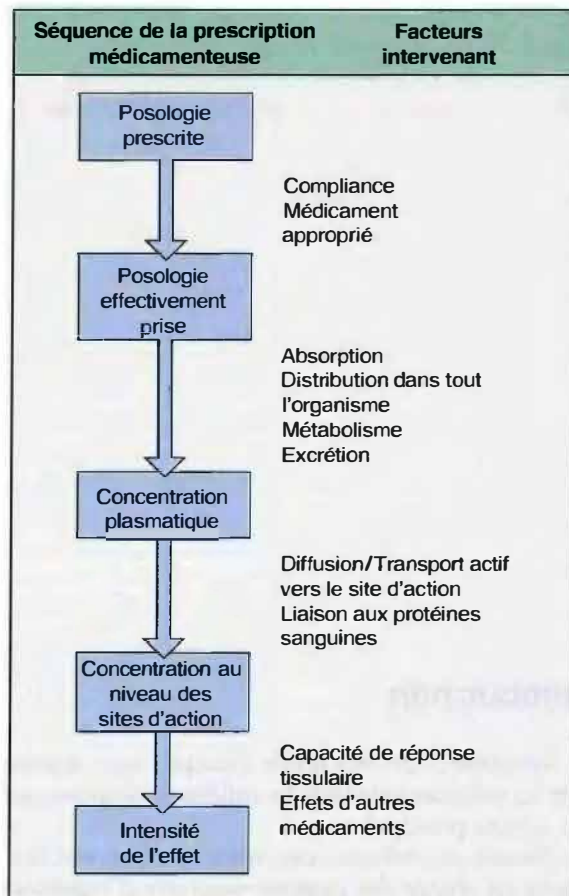 Séquence de la prescription
médicamenteuse
Facteurs
intervenant
Posologie
prescrite
Compliance
Médicament
approprié
Posologie
effectivement
prise
Absorption
Distribution dans tout
l'organisme
Métabolisme
Excrétion
Concentration
plasmatique
Diffusion/Transport actif
vers le site d'action
Liaison aux protéines
sanguines
Concentration au
niveau des
sites d'action
Capacité de réponse
tissulaire
Effets d'autres
médicaments
Intensité
de l'effet